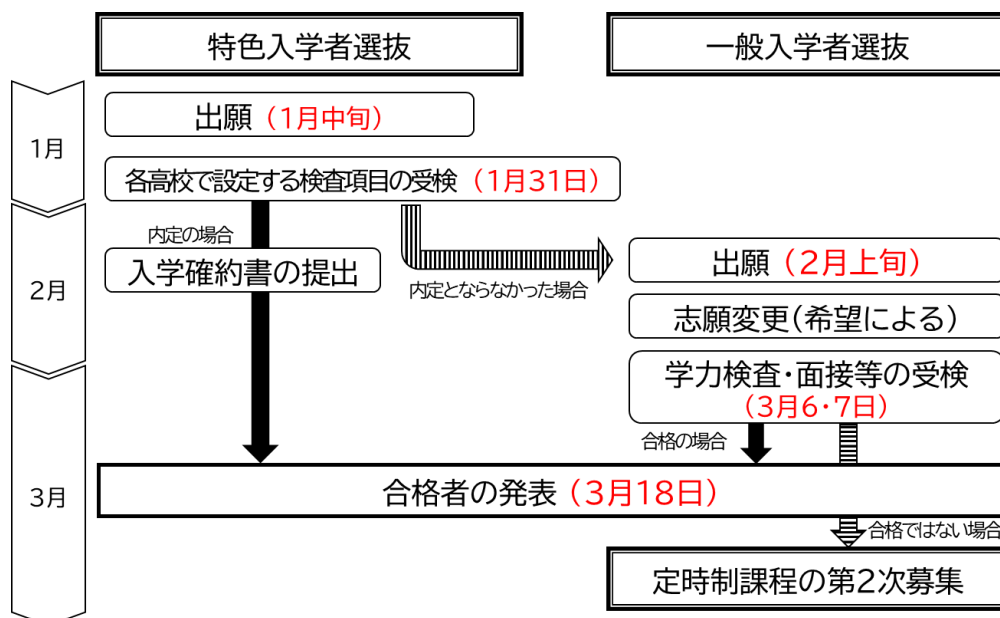 特色入学者選抜
一般入学者選抜
1月
出願（1月中旬）
各高校で設定する検査項目の受検（1月31日）
内定の場合
2月
入学確約書の提出
内定とならなかった場合
出願（2月上旬）
志願変更（希望による）
学力検査・面接等の受検
（3月6・7日）
合格の場合
3月
合格者の発表（3月18日）
合格ではない場合
定時制課程の第2次募集